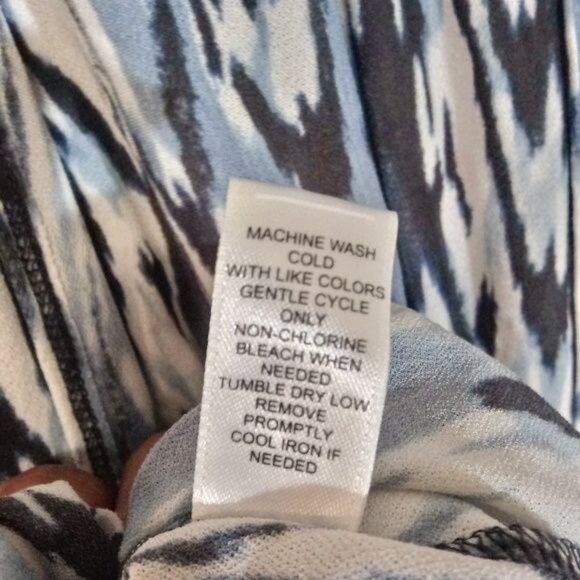 MACHINE WASH
COLD
WITH LIKE COLORS
GENTLE CYCLE
ONLY
NON-CHLORINE
BLEACH WHEN
NEEDED
TUMBLE DRY LOW
REMOVE
PROMPTLY
COOL IRON IF
NEEDED